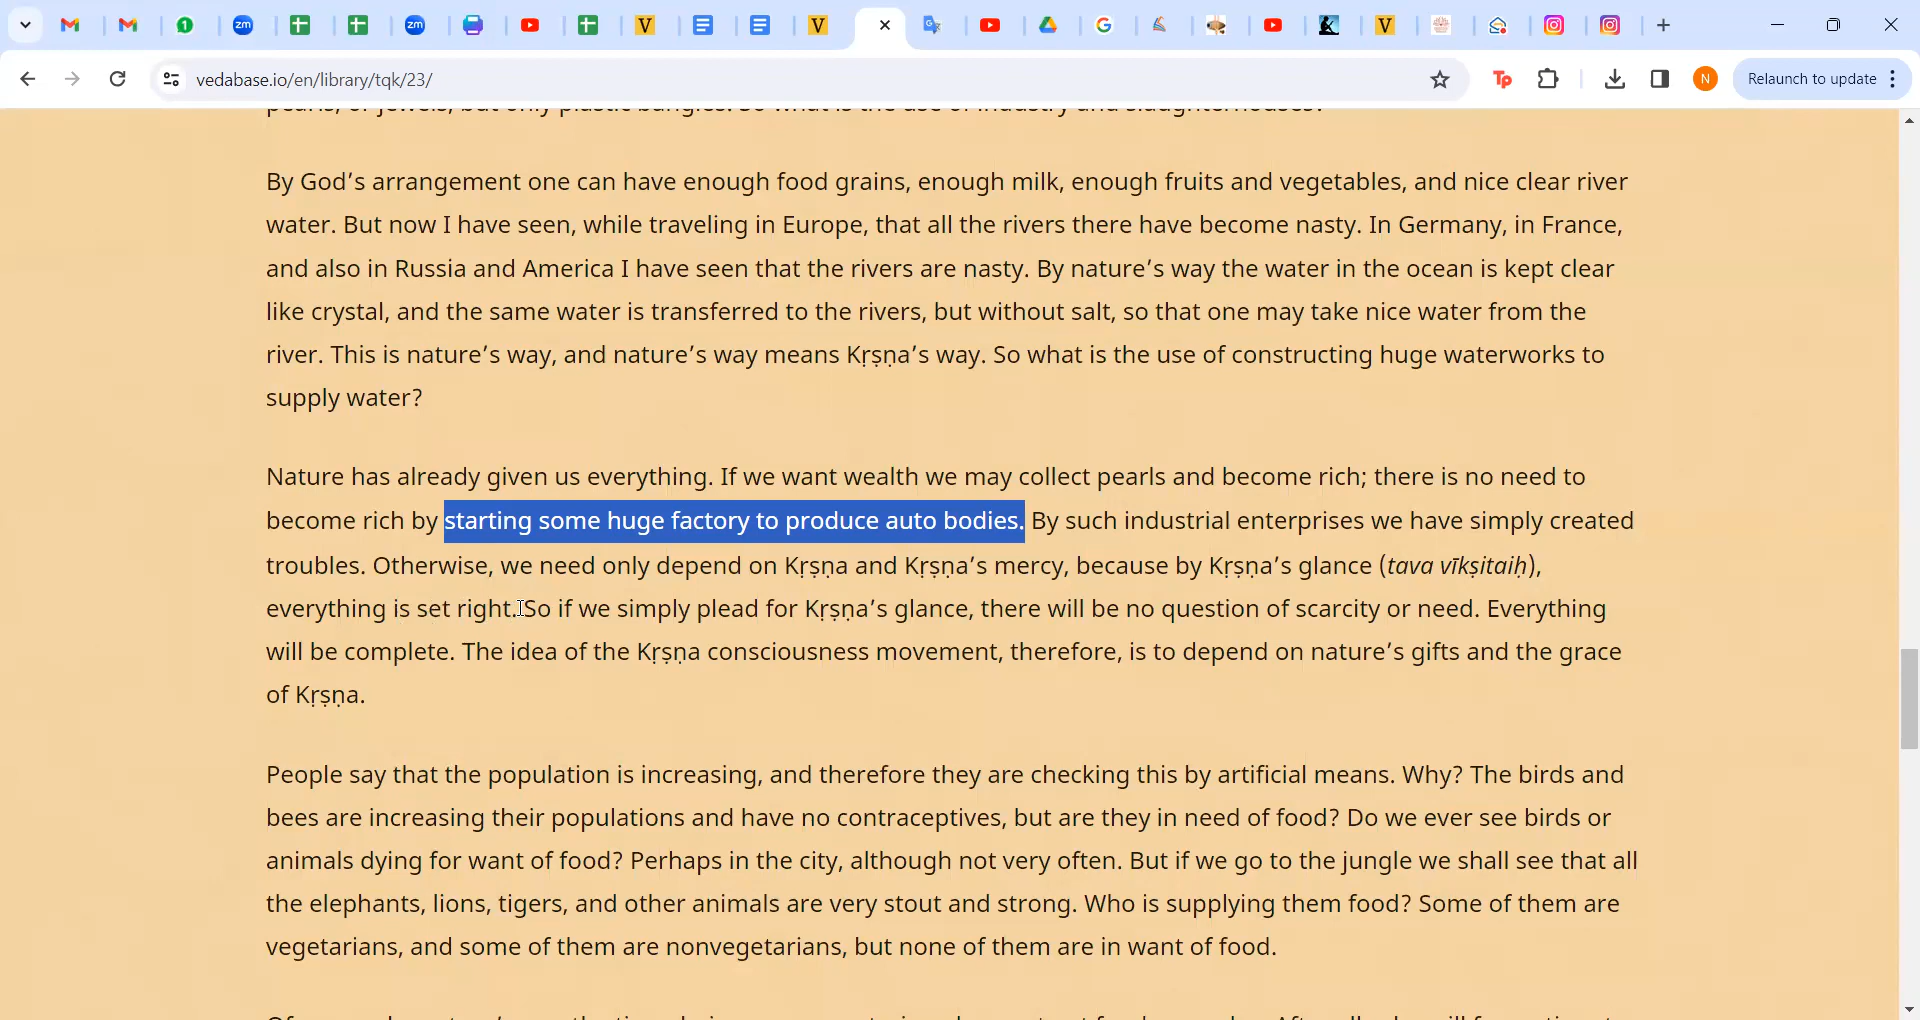 vedabase.io/en/library/tqk/23/
Relaunch to update
By God’s arrangement one can have enough food grains, enough milk, enough fruits and vegetables, and nice clear river
water. But now I have seen, while traveling in Europe, that all the rivers there have become nasty. In Germany, in France,
and also in Russia and America I have seen that the rivers are nasty. By nature’s way the water in the ocean is kept clear
like crystal, and the same water is transferred to the rivers, but without salt, so that one may take nice water from the
river. This is nature’s way, and nature’s way means Kṛṣṇa’s way. So what is the use of constructing huge waterworks to
supply water?
Nature has already given us everything. If we want wealth we may collect pearls and become rich; there is no need to
become rich by starting some huge factory to produce auto bodies. By such industrial enterprises we have simply created
troubles. Otherwise, we need only depend on Kṛṣṇa and Kṛṣṇa’s mercy, because by Kṛṣṇa’s glance (tava vīkṣitaiḥ),
everything is set right. So if we simply plead for Kṛṣṇa’s glance, there will be no question of scarcity or need. Everything
will be complete. The idea of the Kṛṣṇa consciousness movement, therefore, is to depend on nature’s gifts and the grace
of Kṛṣṇa.
People say that the population is increasing, and therefore they are checking this by artificial means. Why? The birds and
bees are increasing their populations and have no contraceptives, but are they in need of food? Do we ever see birds or
animals dying for want of food? Perhaps in the city, although not very often. But if we go to the jungle we shall see that all
the elephants, lions, tigers, and other animals are very stout and strong. Who is supplying them food? Some of them are
vegetarians, and some of them are nonvegetarians, but none of them are in want of food.